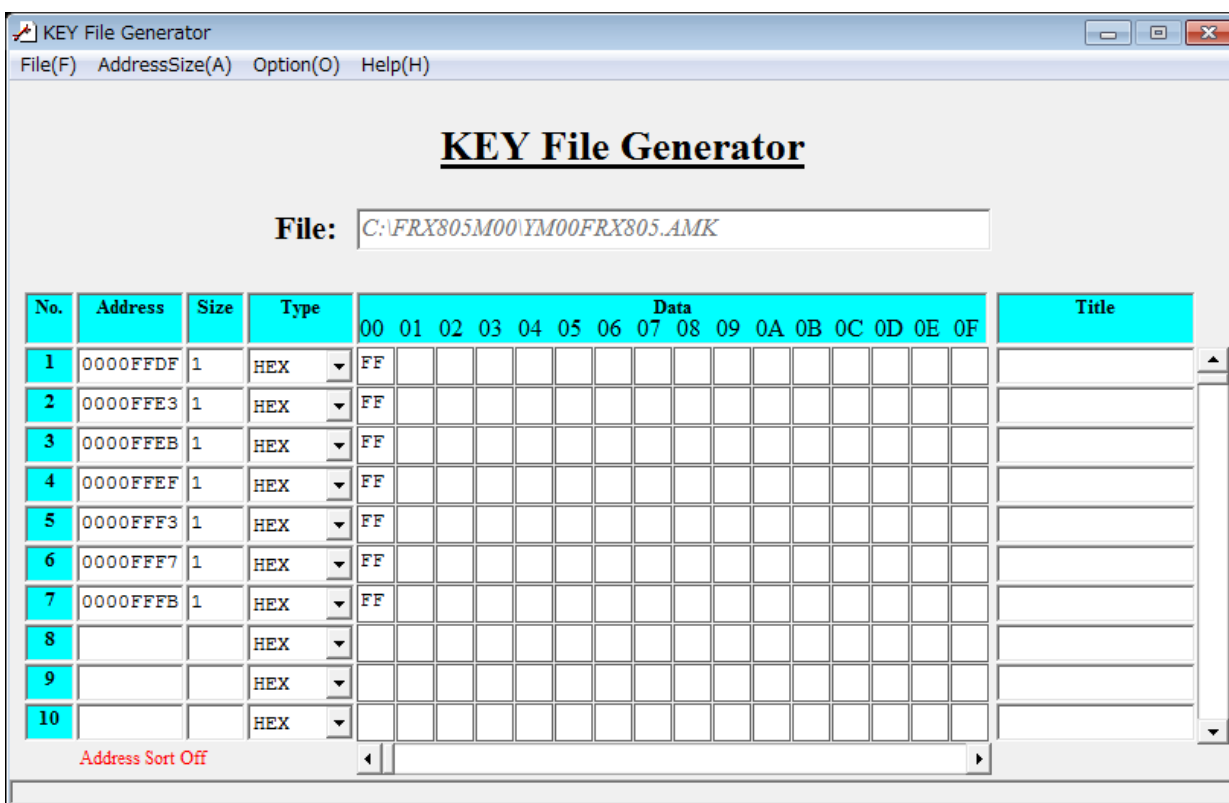 KEY File Generator
File(F) AddressSize(A) Option(O) Help(H)
KEY File Generator
File: C:\FRX805M00\YM00FRX805.AMK
No. Address Size Type Data Title
00 01 02 03 04 05 06 07 08 09 0A 0B 0C 0D 0E 0F
1 0000FFDF 1 HEX FF
2 0000FFE3 1 HEX FF
3 0000FFEB 1 HEX FF
4 0000FFEF 1 HEX FF
5 0000FFF3 1 HEX FF
6 0000FFF7 1 HEX FF
7 0000FFFB 1 HEX FF
8 HEX
9 HEX
10 HEX
Address Sort Off